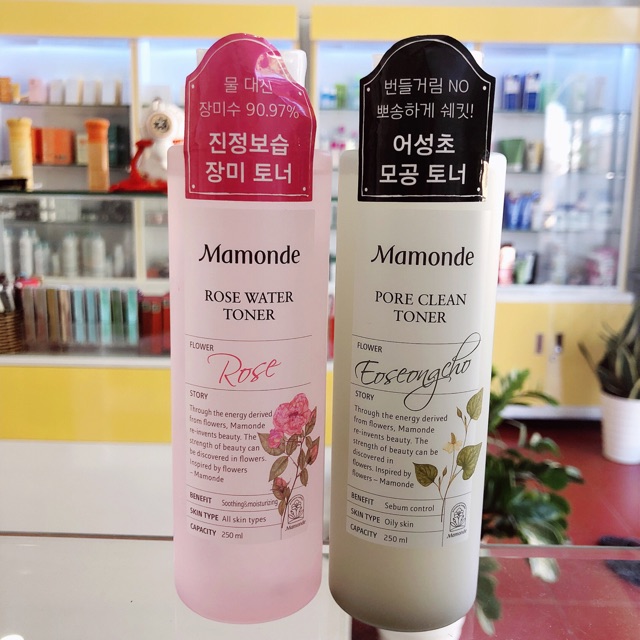 물 대신
장미수 90.97%
진정보습
장미 토너
Mamonde
ROSE WATER
TONER
FLOWER
Rose
STORY
Through the energy derived
from flowers, Mamonde
re-invents beauty. The
strength of beauty can
be discovered in flowers.
Inspired by flowers
– Mamonde
BENEFIT Soothing&moisturizing
SKIN TYPE All skin types
CAPACITY 250 ml
Mamonde
번들거림 NO
뽀송하게 쉐킷!
어성초
모공 토너
Mamonde
PORE CLEAN
TONER
FLOWER
Eoseongcho
STORY
Through the energy derived
from flowers, Mamonde
re-invents beauty. The
strength of beauty can
be discovered in
flowers. Inspired by
flowers – Mamonde
BENEFIT Sebum control
SKIN TYPE Oily skin
CAPACITY 250 ml
Mamonde